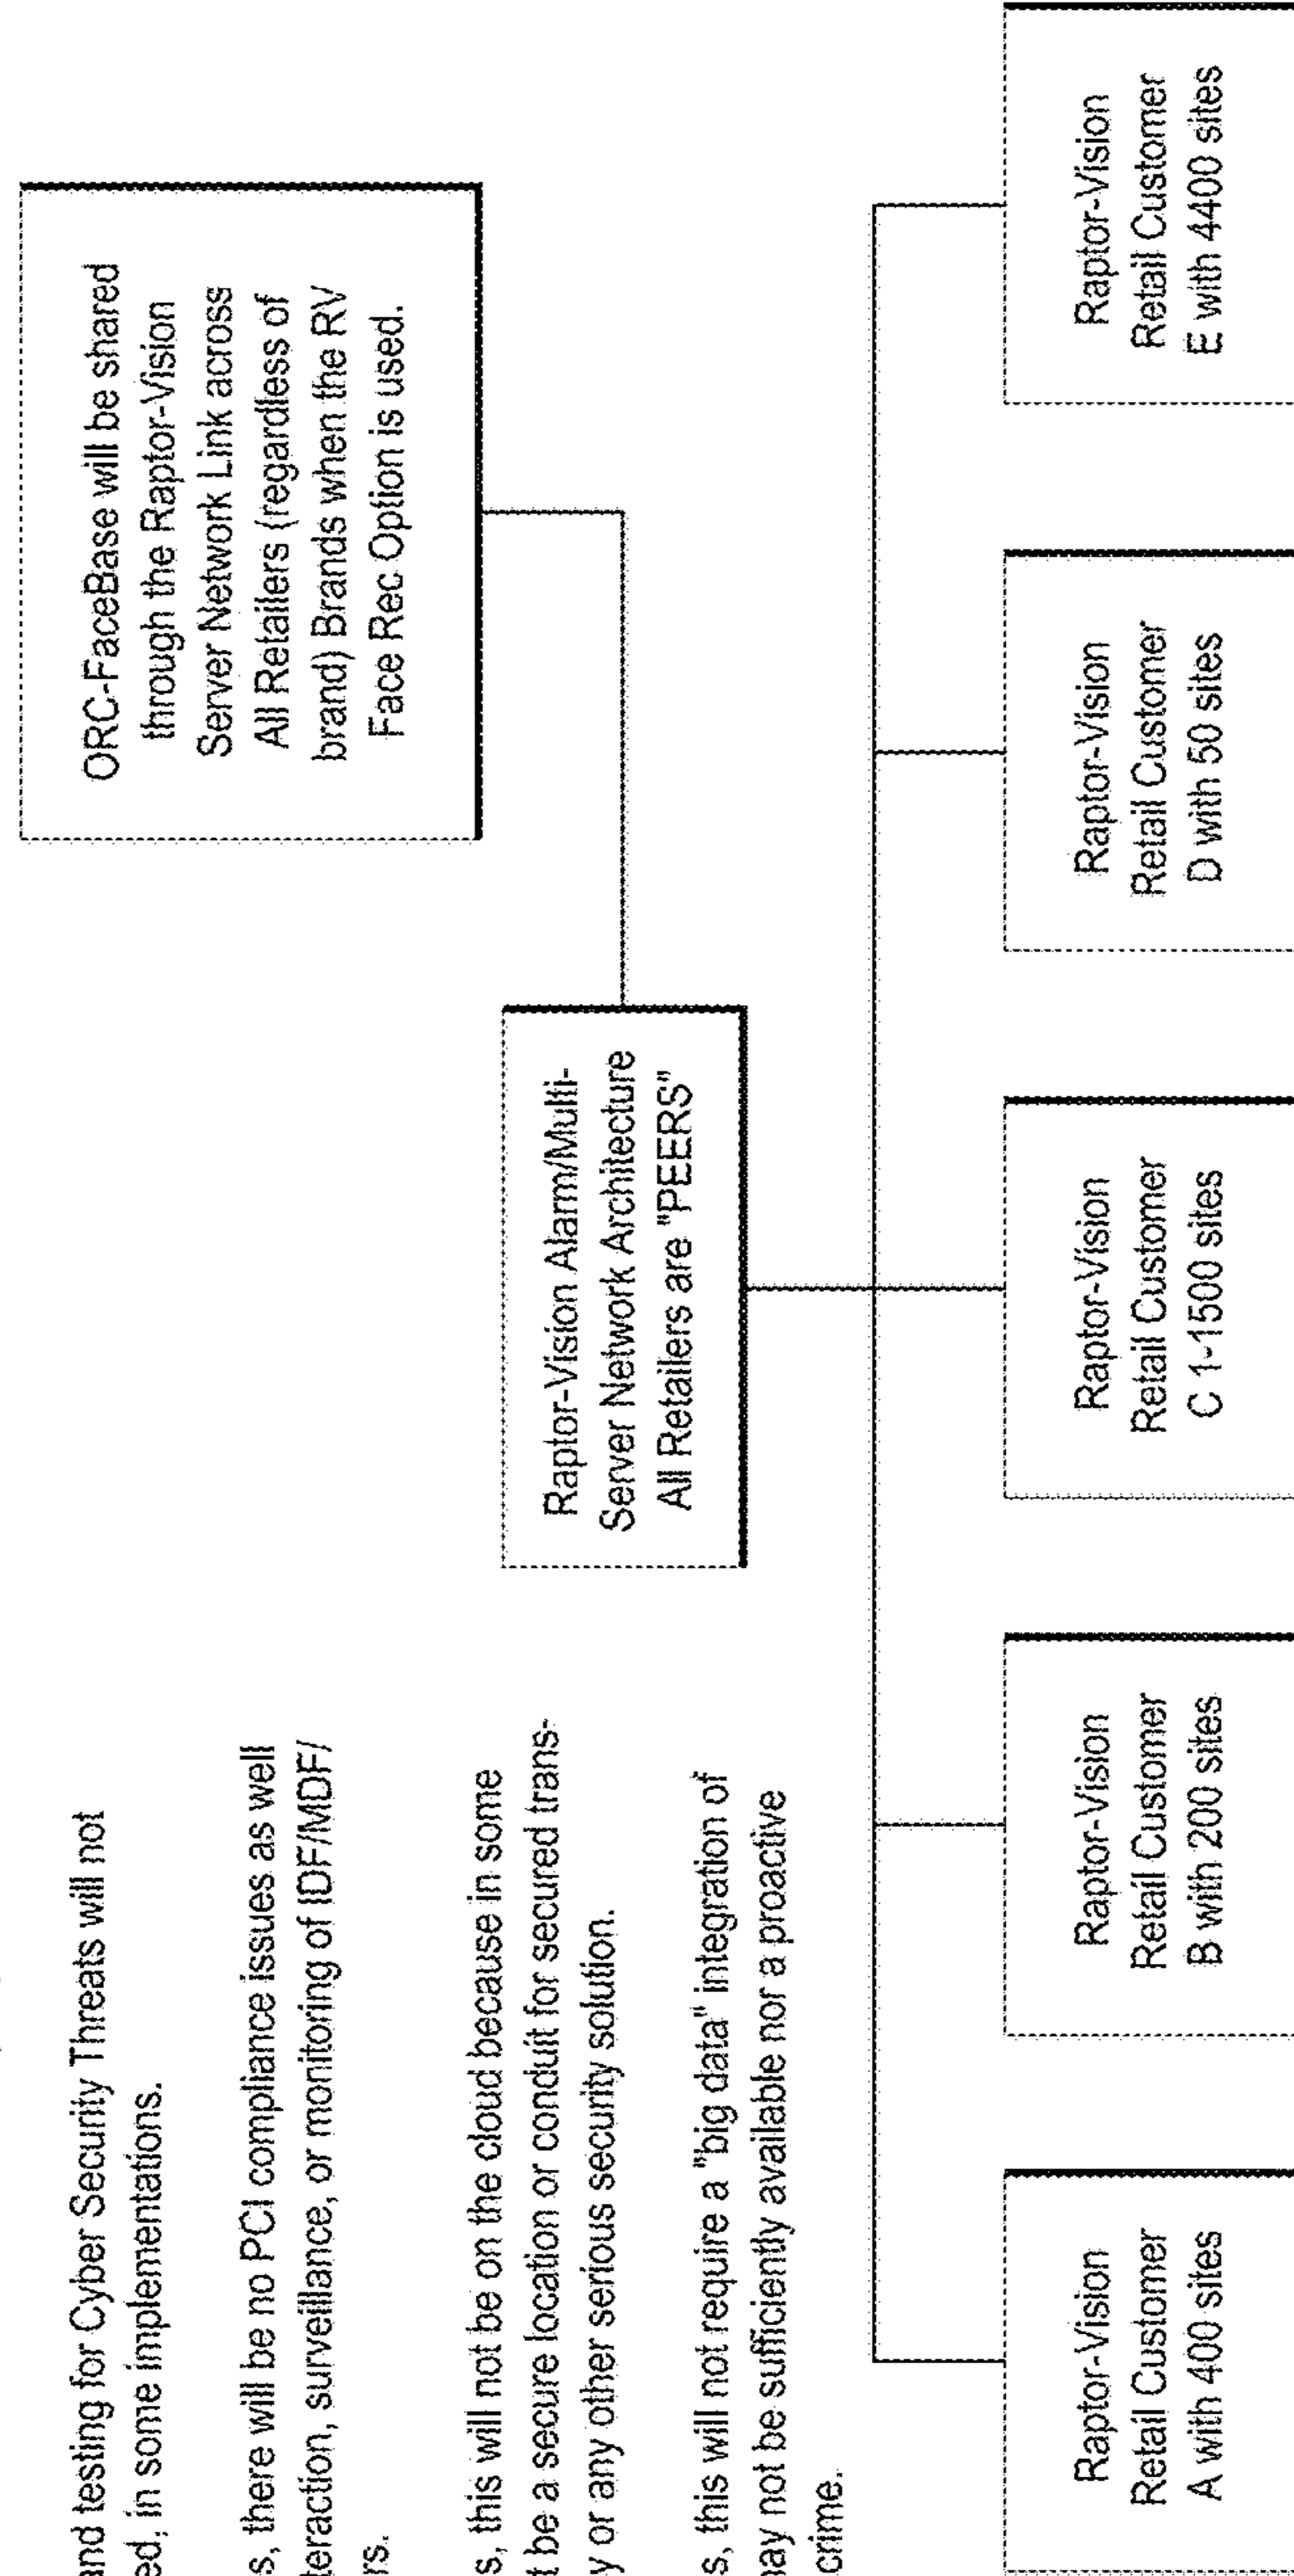 and testing for Cyber Security Threats will not
ed, in some implementations.
s, there will be no PCI compliance issues as well
teraction, surveillance, or monitoring of IDF/MDF/
rs.
s, this will not be on the cloud because in some
t be a secure location or conduit for secured trans-
y or any other serious security solution.
s, this will not require a "big data" integration of
may not be sufficiently available nor a proactive
crime.
ORC-FaceBase will be shared
through the Raptor-Vision
Server Network Link across
All Retailers (regardless of
brand) Brands when the RV
Face Rec Option is used.
Raptor-Vision Alarm/Multi-
Server Network Architecture
All Retailers are "PEERS"
Raptor-Vision
Retail Customer
A with 400 sites
Raptor-Vision
Retail Customer
B with 200 sites
Raptor-Vision
Retail Customer
C 1-1500 sites
Raptor-Vision
Retail Customer
D with 50 sites
Raptor-Vision
Retail Customer
E with 4400 sites